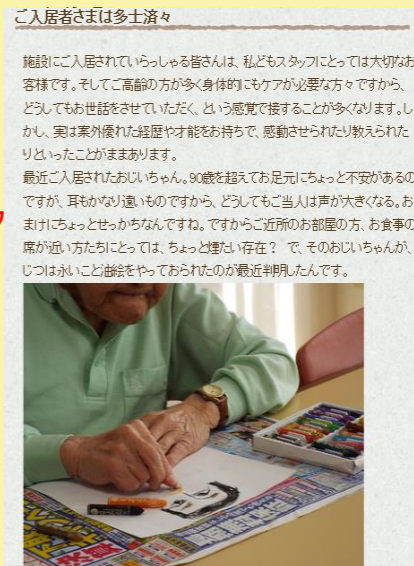 ご入居者さまは多士済々
施設にご入居されていらっしゃる皆さんは、私どもスタッフにとっては大切なお
客様です。そしてご高齢の方が多く身体的にもケアが必要な方々ですから、
どうしてもお世話をさせていただく、という感覚で接することが多くなります。し
かし、実は案外優れた経歴や才能をお持ちで、感動させられたり教えられた
りといったことがままあります。
最近ご入居されたおじいちゃん。90歳を超えてお足元にちょっと不安があるの
ですが、耳もかなり遠いものですから、どうしてもご当人は声が大きくなる。お
まけにちょっとせっかちなんですね。ですからご近所のお部屋の方、お食事の
席が近い方たちにとっては、ちょっと煙たい存在？ で、そのおじいちゃんが、
じつは永いこと油絵をやっておられたのが最近判明したんです。